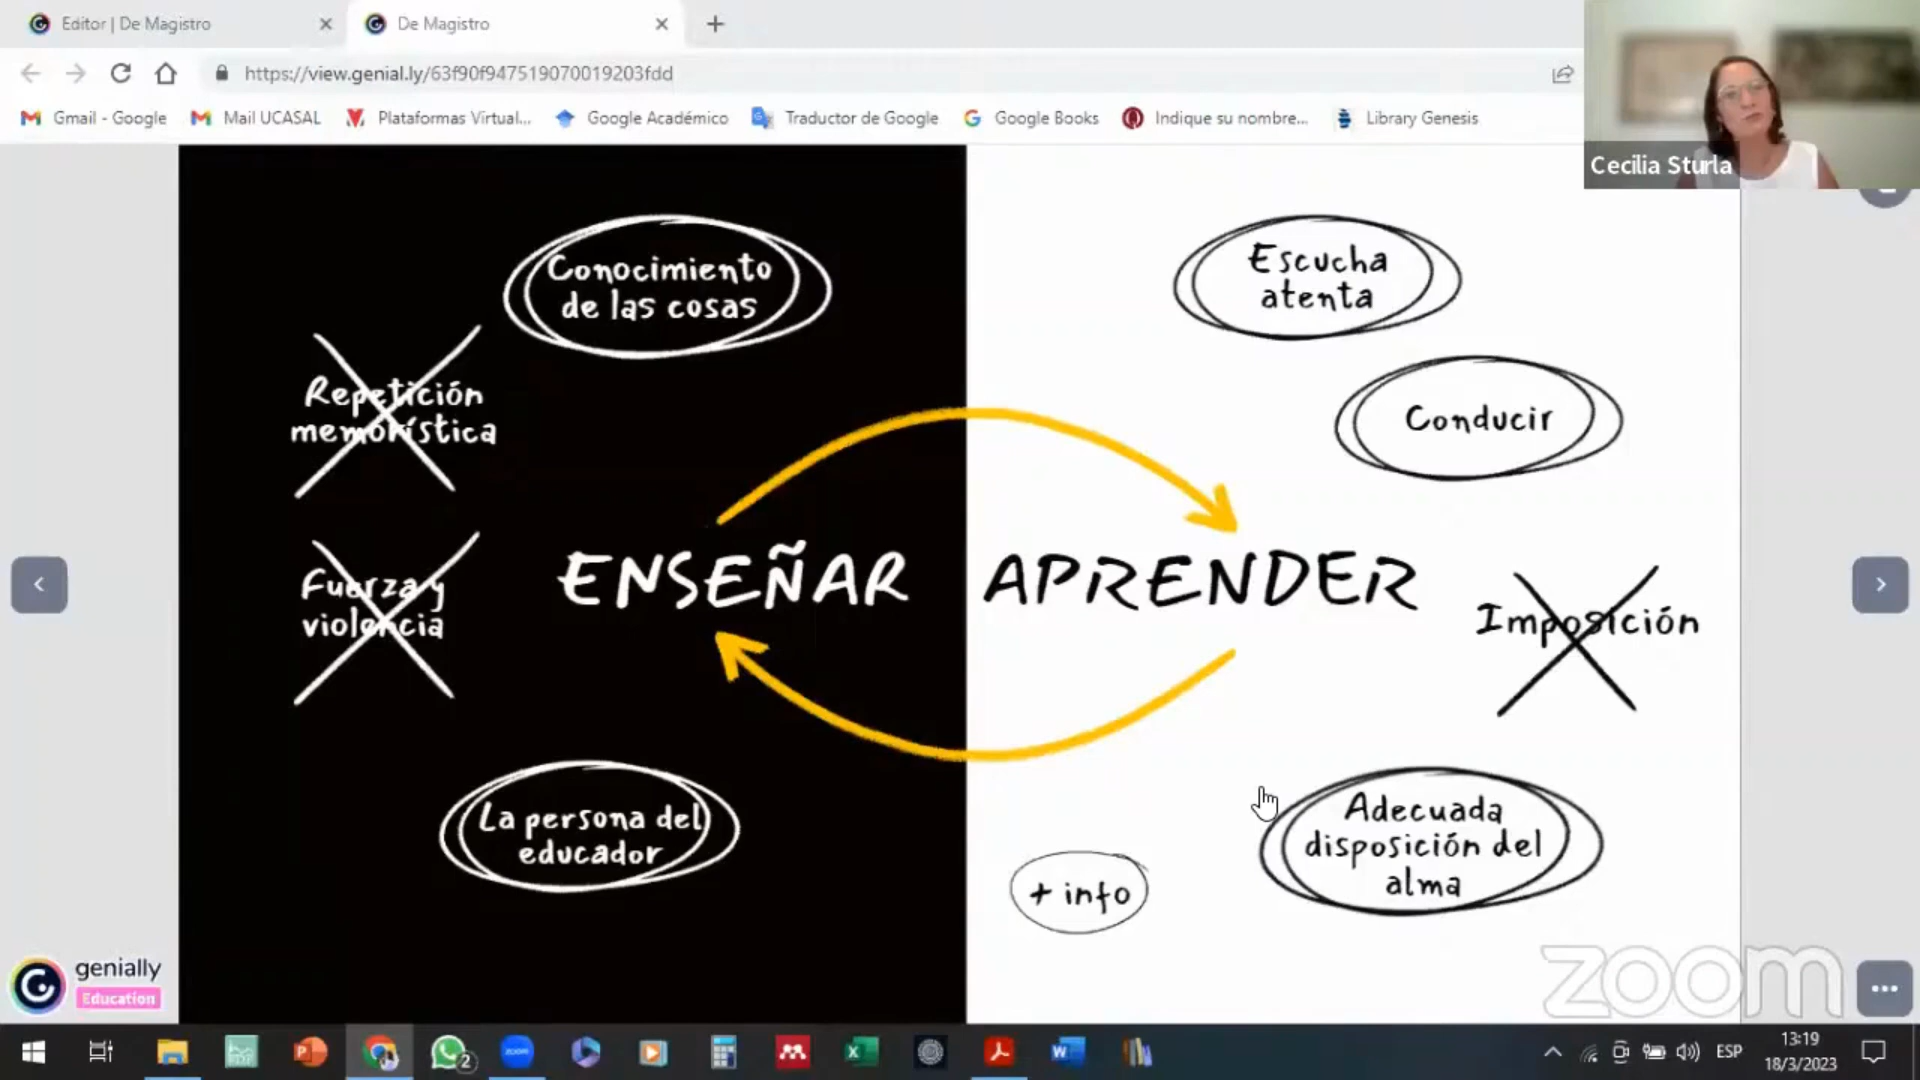 Editor | De Magistro
De Magistro
https://view.genial.ly/63f90f947519070019203fdd
Gmail - Google
Mail UCASAL
Plataformas Virtual...
Google Académico
Traductor de Google
Google Books
Indique su nombre...
Library Genesis
Cecilia Sturla
Conocimiento
de las cosas
Repetición
memorística
Fuerza y
violencia
ENSEÑAR
La persona del
educador
Escucha
atenta
Conducir
APRENDER
Imposición
Adecuada
disposición del
alma
+ info
genially
Education
zoom
2
zoom
ESP
13:19
18/3/2023